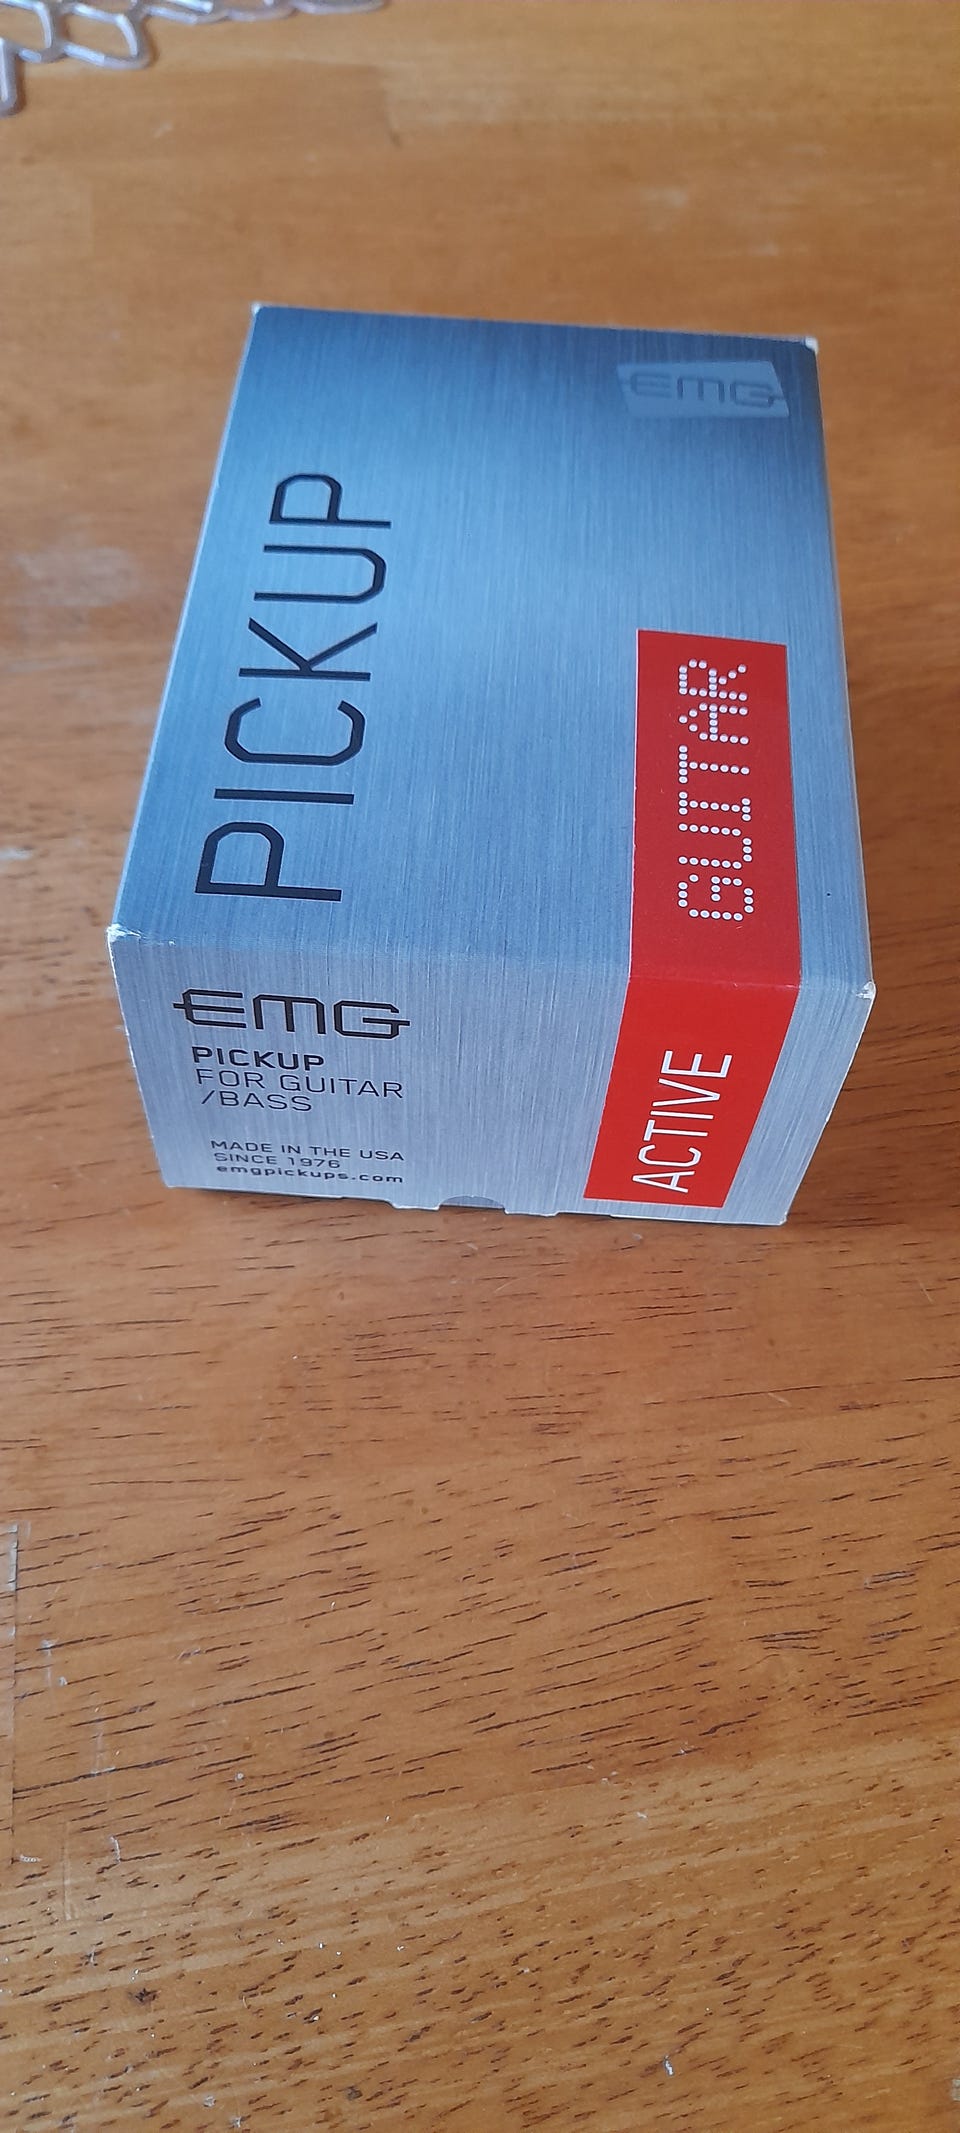 EMG
PICKUP
GUITAR
EMG
PICKUP
FOR GUITAR
/BASS
MADE IN THE USA
SINCE 1976
emgpickups.com
ACTIVE